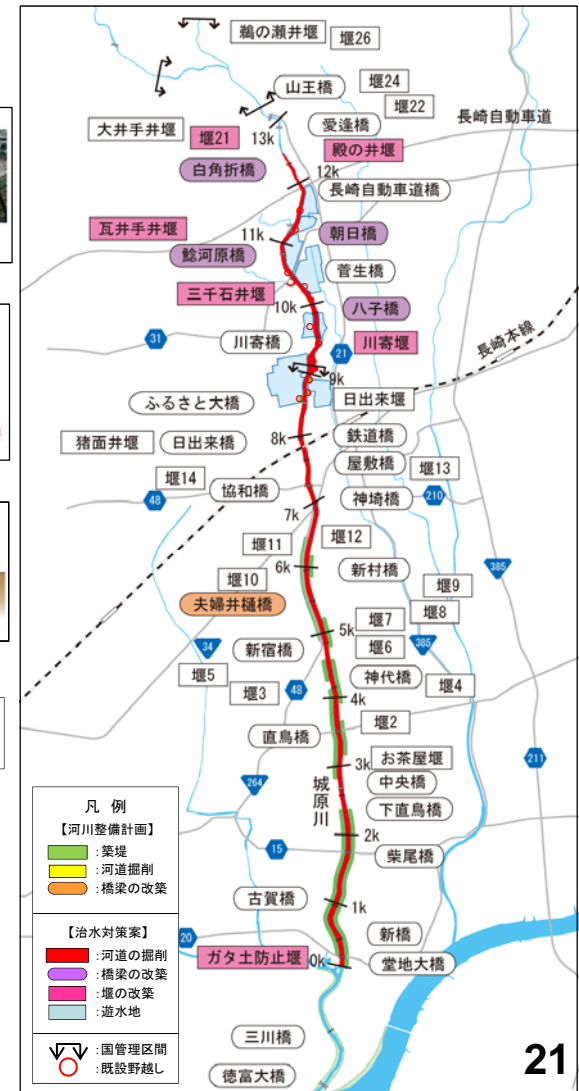 鵜の瀬井堰
堰26
山王橋
堰24
堰22
大井手井堰
堰21
13k
愛逢橋
長崎自動車道
殿の井堰
白角折橋
12k
長崎自動車道橋
瓦井手井堰
11k
朝日橋
鯰河原橋
菅生橋
三千石井堰
10k
八子橋
31
川寄橋
21
川寄堰
長崎本線
9k
ふるさと大橋
日出来堰
猪面井堰
日出来橋
8k
鉄道橋
屋敷橋
堰13
堰14
48
協和橋
7k
神埼橋
210
堰11
堰12
6k
新村橋
385
堰10
堰9
夫婦井樋橋
堰8
堰7
5k
34
新宿橋
堰6
385
堰5
堰3
48
神代橋
堰4
4k
堰2
直鳥橋
3k
お茶屋堰
211
264
城原川
中央橋
下直鳥橋
2k
15
柴尾橋
古賀橋
1k
新橋
20
ガタ土防止堰
0k
堂地大橋
三川橋
徳富大橋
凡 例
【河川整備計画】
:築堤
:河道掘削
:橋梁の改築
【治水対策案】
:河道の掘削
:橋梁の改築
:堰の改築
:遊水地
:国管理区間
:既設野越し
21